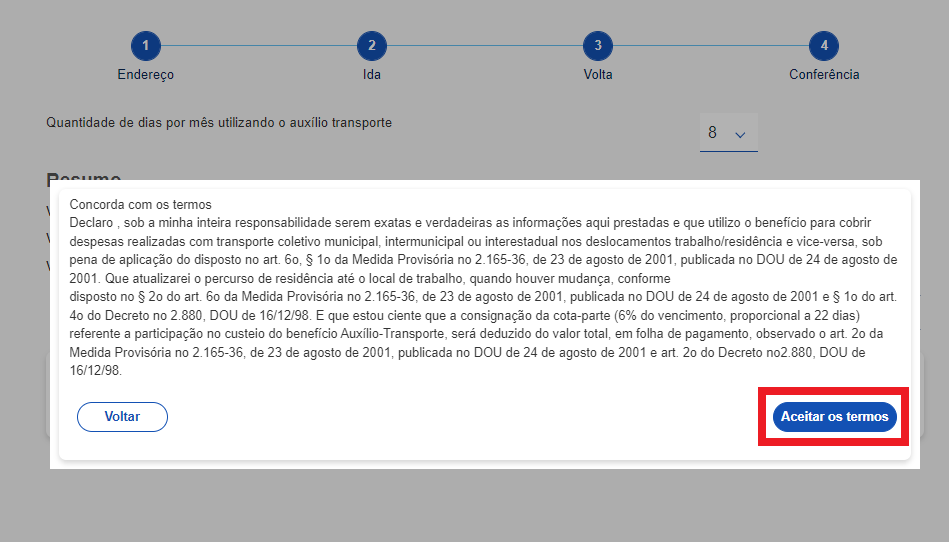 1
2
3
4
Endereço
Ida
Volta
Conferência
Quantidade de dias por mês utilizando o auxílio transporte
8
Resumo
Concorda com os termos
Declaro , sob a minha inteira responsabilidade serem exatas e verdadeiras as informações aqui prestadas e que utilizo o benefício para cobrir
despesas realizadas com transporte coletivo municipal, intermunicipal ou interestadual nos deslocamentos trabalho/residência e vice-versa, sob
pena de aplicação do disposto no art. 6o, § 1o da Medida Provisória no 2.165-36, de 23 de agosto de 2001, publicada no DOU de 24 de agosto de
2001. Que atualizarei o percurso de residência até o local de trabalho, quando houver mudança, conforme
disposto no § 2o do art. 6o da Medida Provisória no 2.165-36, de 23 de agosto de 2001, publicada no DOU de 24 de agosto de 2001 e § 1o do art.
4o do Decreto no 2.880, DOU de 16/12/98. E que estou ciente que a consignação da cota-parte (6% do vencimento, proporcional a 22 dias)
referente a participação no custeio do benefício Auxílio-Transporte, será deduzido do valor total, em folha de pagamento, observado o art. 2o da
Medida Provisória no 2.165-36, de 23 de agosto de 2001, publicada no DOU de 24 de agosto de 2001 e art. 2o do Decreto no2.880, DOU de
16/12/98.
Voltar
Aceitar os termos